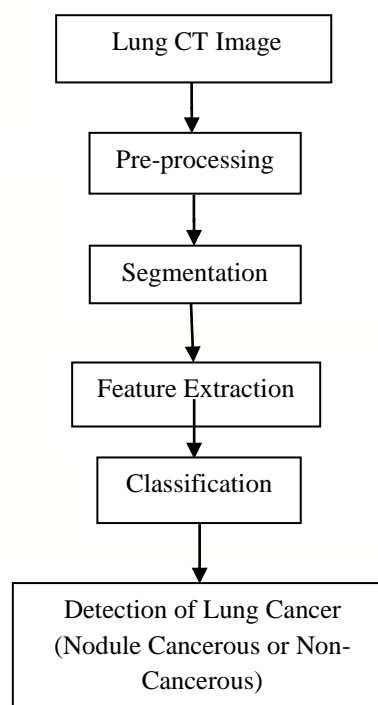 Lung CT Image
Pre-processing
Segmentation
Feature Extraction
Classification
Detection of Lung Cancer
(Nodule Cancerous or Non-
Cancerous)